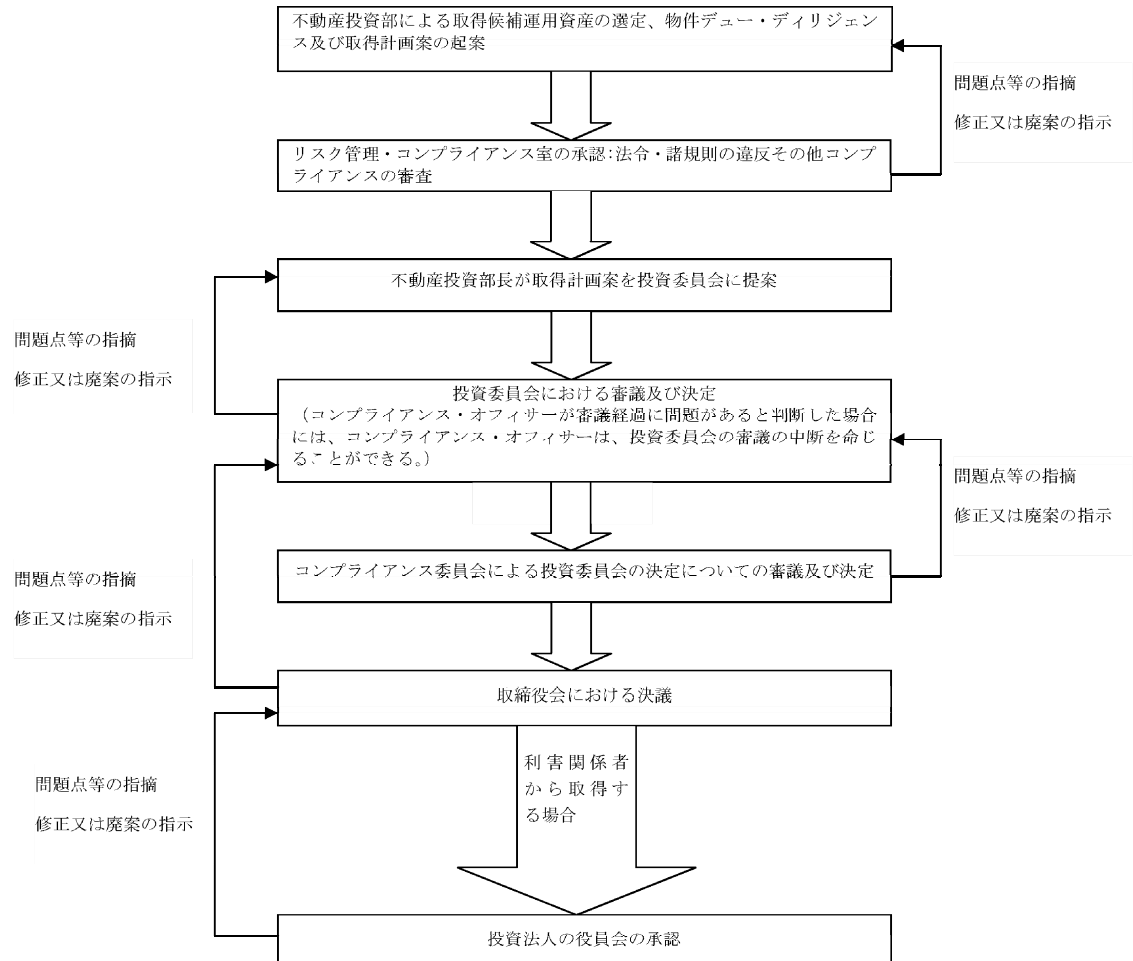 不動産投資部による取得候補運用資産の選定、物件デュー・ディリジェン
ス及び取得計画案の起案
問題点等の指摘
修正又は廃案の指示
リスク管理・コンプライアンス室の承認：法令・諸規則の違反その他コンプ
ライアンスの審査
不動産投資部長が取得計画案を投資委員会に提案
問題点等の指摘
修正又は廃案の指示
投資委員会における審議及び決定
（コンプライアンス・オフィサーが審議経過に問題があると判断した場合
には、コンプライアンス・オフィサーは、投資委員会の審議の中断を命じ
ることができる。）
問題点等の指摘
修正又は廃案の指示
コンプライアンス委員会による投資委員会の決定についての審議及び決定
問題点等の指摘
修正又は廃案の指示
取締役会における決議
利害関係者
から取得す
る場合
問題点等の指摘
修正又は廃案の指示
投資法人の役員会の承認